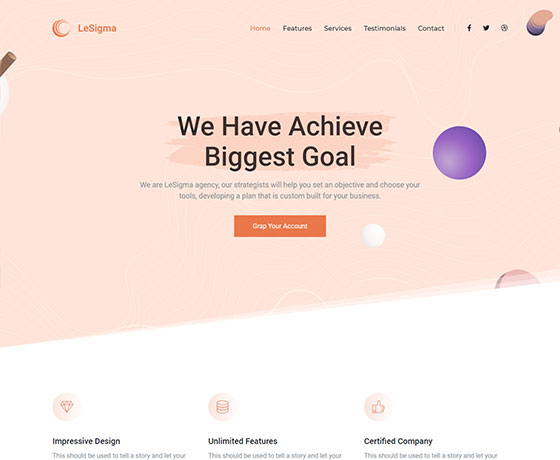 LeSigma
Home Features Services Testimonials Contact
We Have Achieve
Biggest Goal
We are LeSigma agency, our strategists will help you set an objective and choose your
tools, developing a plan that is custom built for your business.
Grap Your Account
Impressive Design Unlimited Features Certified Company
This should be used to tell a story and let your This should be used to tell a story and let your This should be used to tell a story and let your